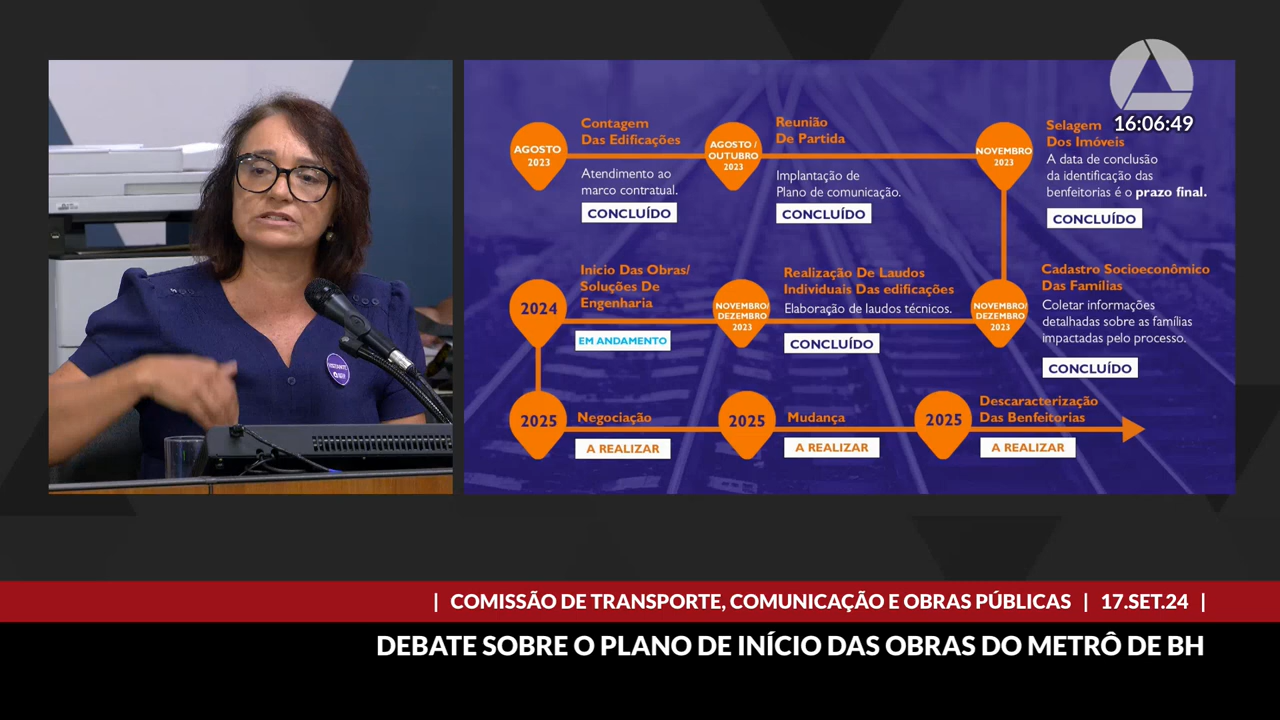 16:06:49
AGOSTO
2023
Contagem
Das Edificações
Atendimento ao
marco contratual.
CONCLUÍDO
AGOSTO /
OUTUBRO
2023
Reunião
De Partida
Implantação de
Plano de comunicação.
CONCLUÍDO
NOVEMBRO
2023
Selagem
Dos Imóveis
A data de conclusão
da identificação das
benfeitorias é o prazo final.
CONCLUÍDO
2024
Inicio Das Obras/
Soluções De
Engenharia
EM ANDAMENTO
NOVEMBRO/
DEZEMBRO
2023
Realização De Laudos
Individuais Das edificações
Elaboração de laudos técnicos.
CONCLUÍDO
NOVEMBRO/
DEZEMBRO
2023
Cadastro Socioeconômico
Das Famílias
Coletar informações
detalhadas sobre as famílias
impactadas pelo processo.
CONCLUÍDO
2025
Negociação
A REALIZAR
2025
Mudança
A REALIZAR
2025
Descaracterização
Das Benfeitorias
A REALIZAR
| COMISSÃO DE TRANSPORTE, COMUNICAÇÃO E OBRAS PÚBLICAS | 17.SET.24 |
DEBATE SOBRE O PLANO DE INÍCIO DAS OBRAS DO METRÔ DE BH